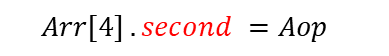 Arr[4].second = Aop